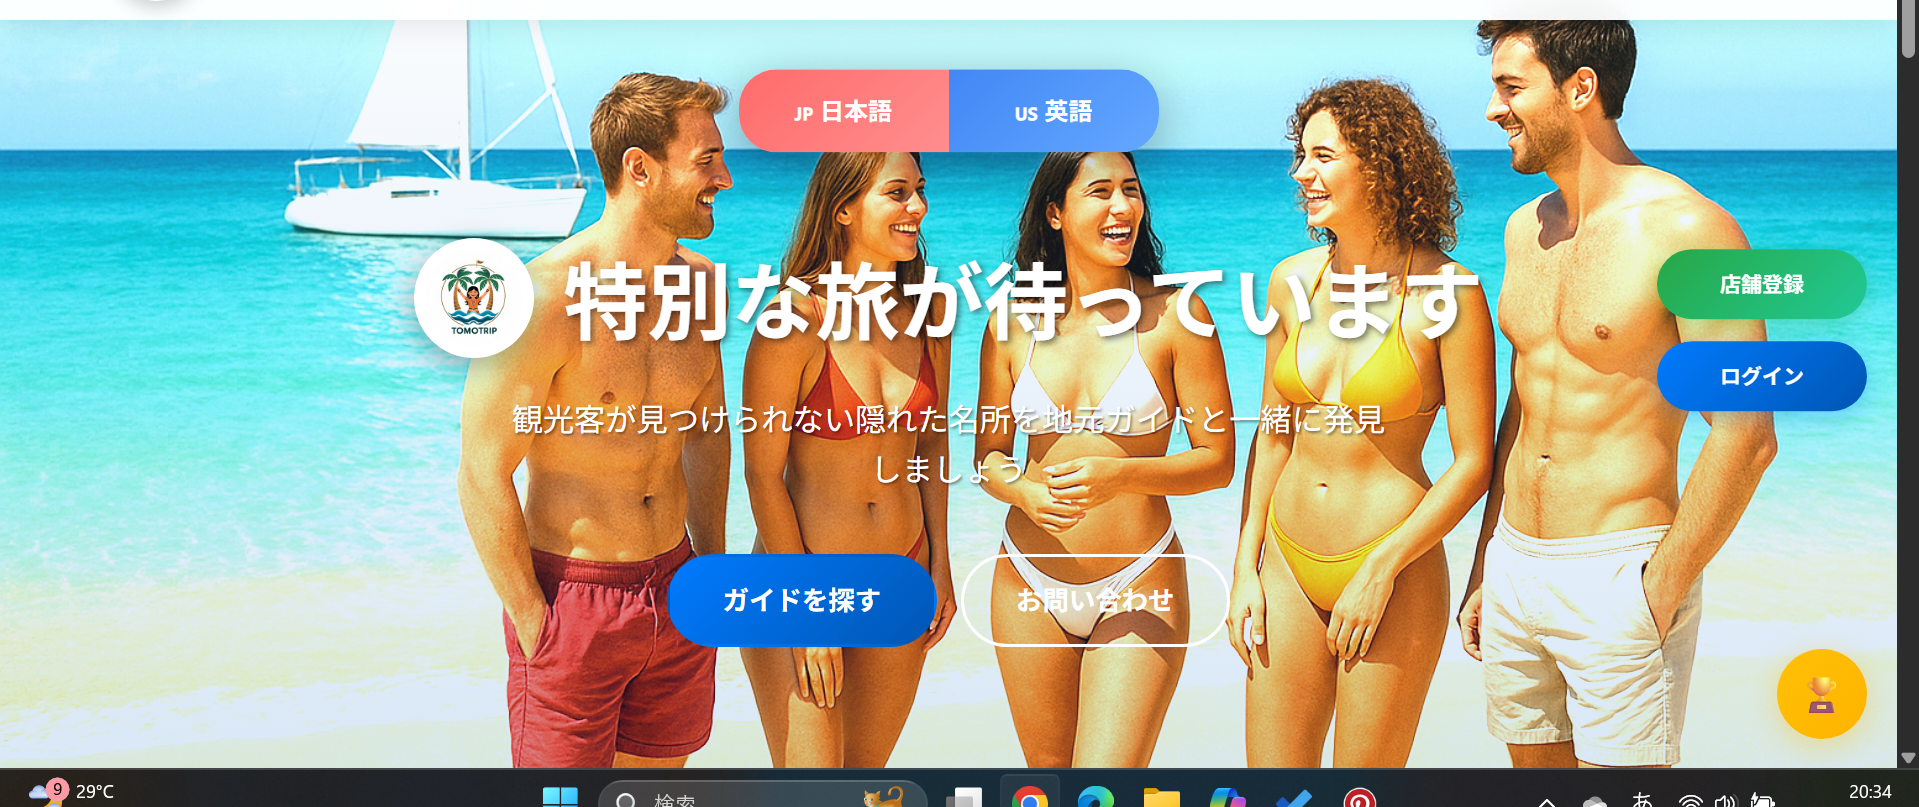 JP 日本語
US 英語
TOMOTRIP
特別な旅が待っています
店舗登録
ログイン
観光客が見つけられない隠れた名所を地元ガイドと一緒に発見
しましょう
ガイドを探す
お問い合わせ
9
29°C
検索
あ
20:34